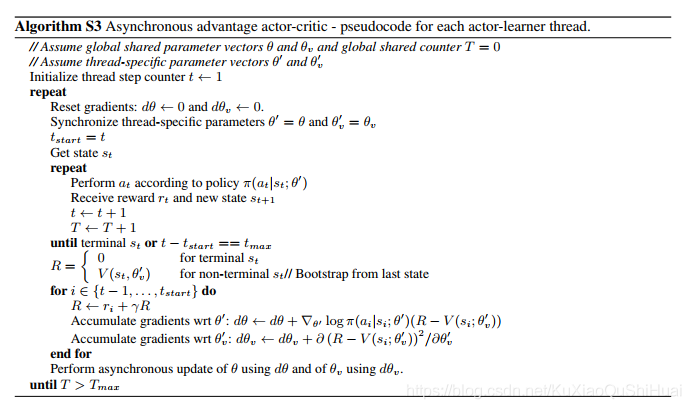 Algorithm S3 Asynchronous advantage actor-critic - pseudocode for each actor-learner thread.
// Assume global shared parameter vectors θ and θ_v and global shared counter T = 0
// Assume thread-specific parameter vectors θ′ and θ′_v
Initialize thread step counter t ← 1
repeat
Reset gradients: dθ ← 0 and dθ_v ← 0.
Synchronize thread-specific parameters θ′ = θ and θ′_v = θ_v
t_start = t
Get state s_t
repeat
Perform a_t according to policy π(a_t|s_t; θ′)
Receive reward r_t and new state s_{t+1}
t ← t + 1
T ← T + 1
until terminal s_t or t − t_start == t_max
R = { 0 for terminal s_t
V(s_t, θ′_v) for non-terminal s_t// Bootstrap from last state
for i ∈ {t − 1, . . . , t_start} do
R ← r_i + γR
Accumulate gradients wrt θ′: dθ ← dθ + ∇_θ′ log π(a_i|s_i; θ′)(R − V(s_i; θ′_v))
Accumulate gradients wrt θ′_v: dθ_v ← dθ_v + ∂ (R − V(s_i; θ′_v))² /∂θ′_v
end for
Perform asynchronous update of θ using dθ and of θ_v using dθ_v.
until T > T_max
https://blog.csdn.net/KuXiaoQuShiHuai